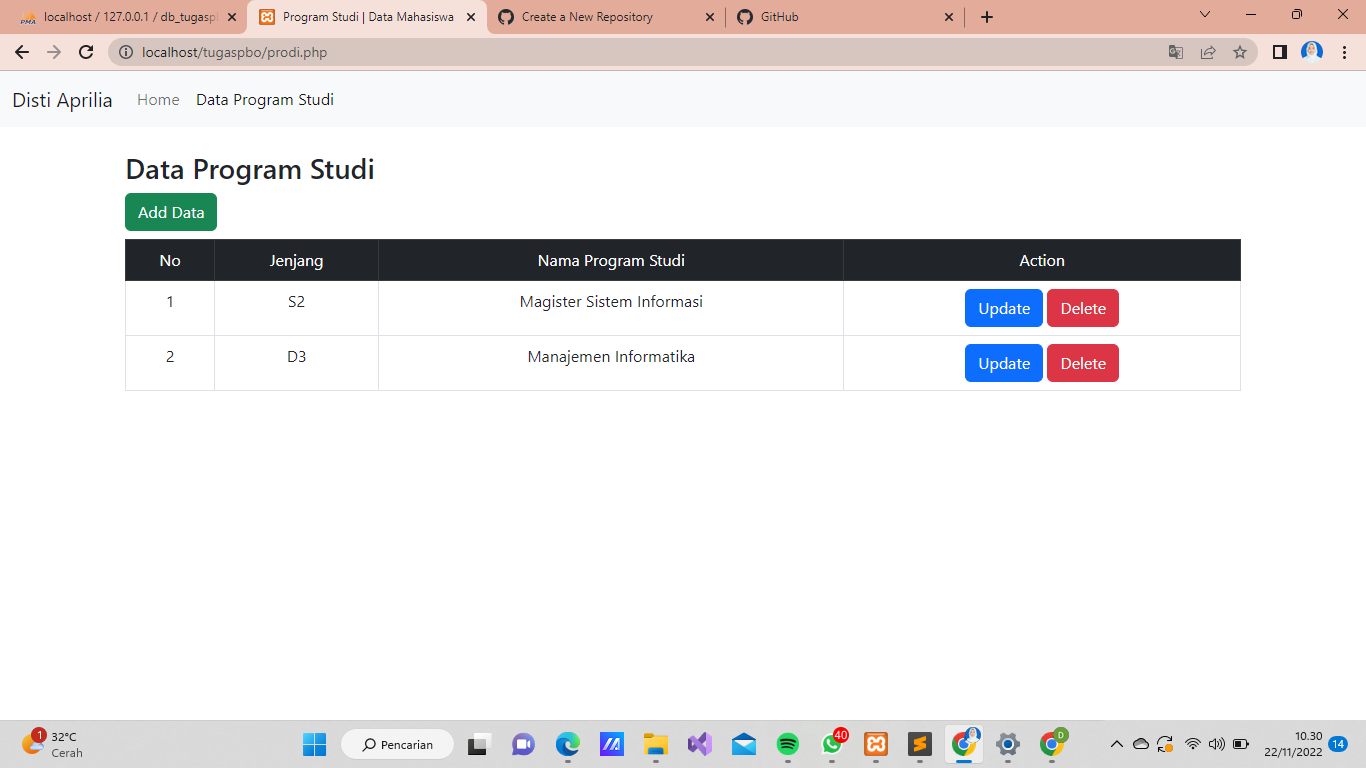 localhost / 127.0.0.1 / db_tugasp
Program Studi | Data Mahasiswa
Create a New Repository
GitHub
localhost/tugaspbo/prodi.php
Disti Aprilia Home Data Program Studi
Data Program Studi
Add Data
No Jenjang Nama Program Studi Action
1 S2 Magister Sistem Informasi Update Delete
2 D3 Manajemen Informatika Update Delete
1 32°C
Cerah
Pencarian
40
D
10.30
22/11/2022
14